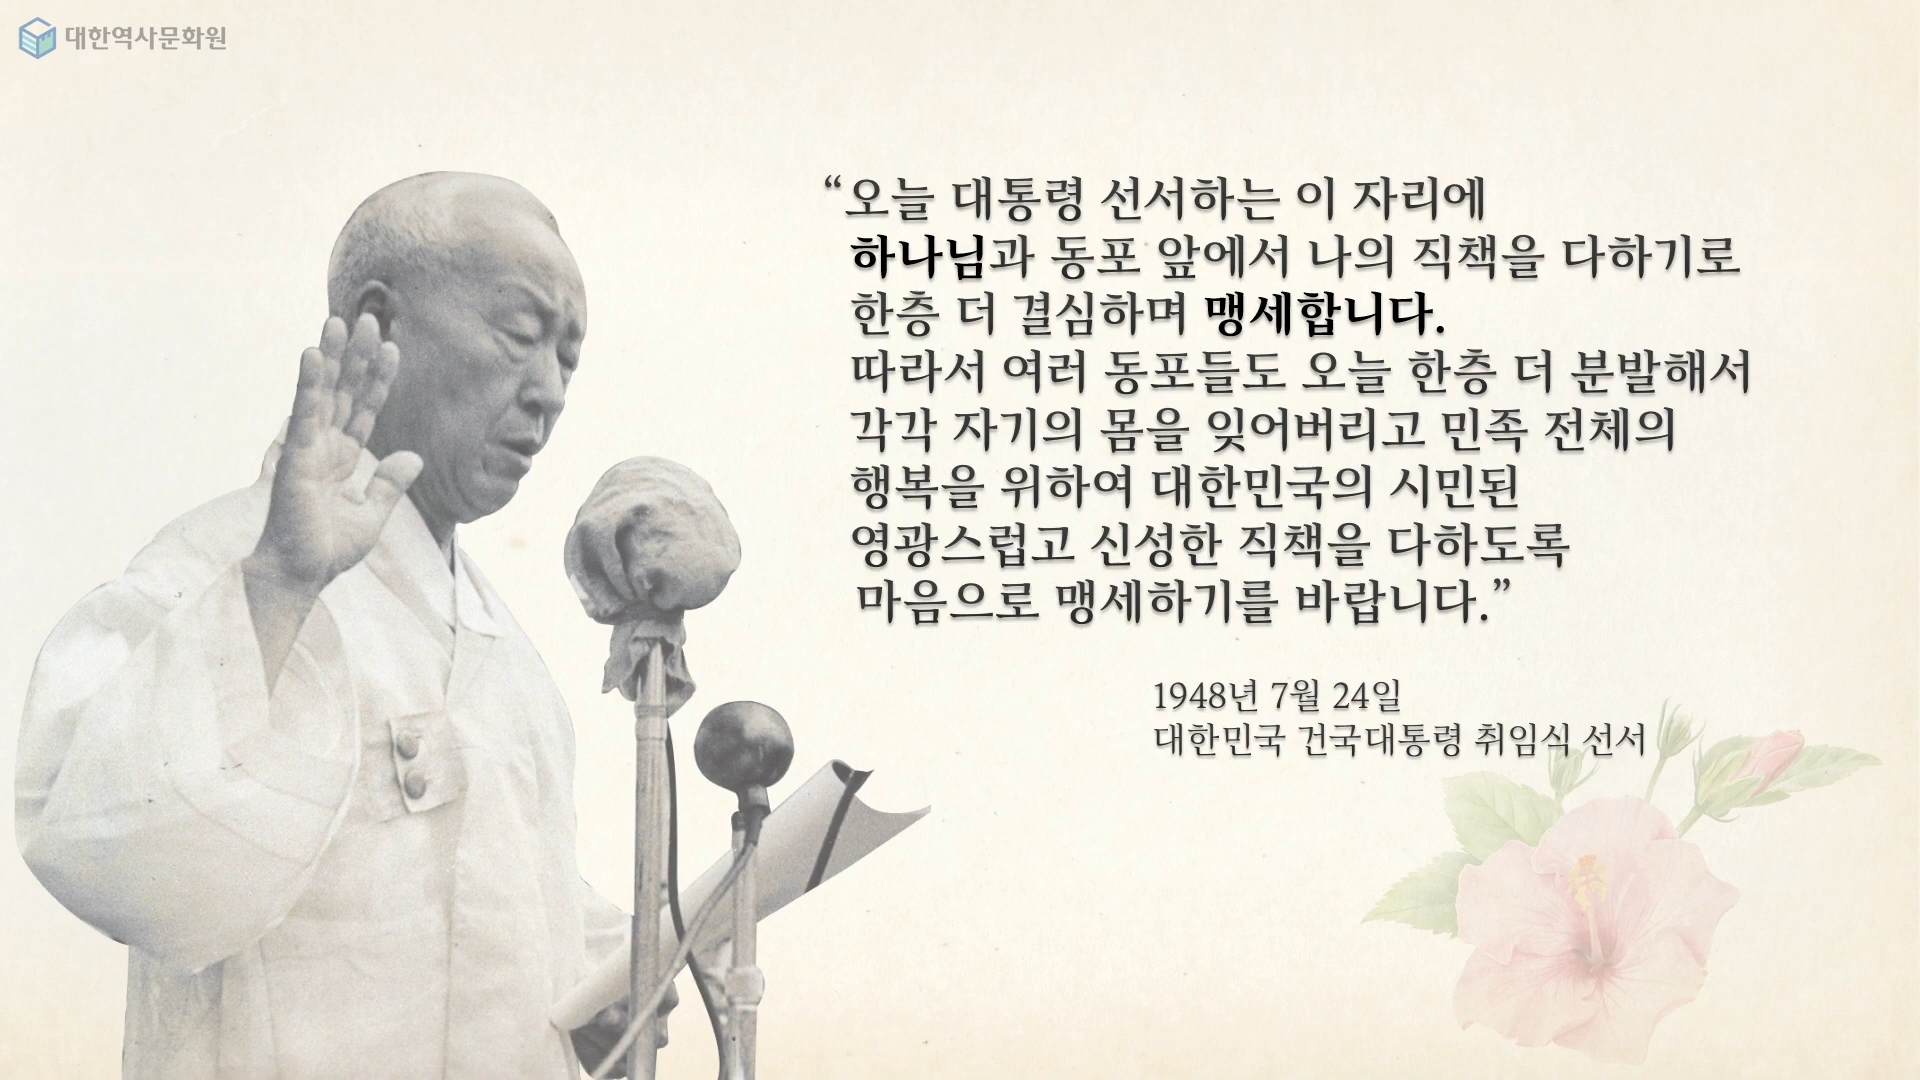 대한역사문화원
“오늘 대통령 선서하는 이 자리에
하나님과 동포 앞에서 나의 직책을 다하기로
한층 더 결심하며 맹세합니다.
따라서 여러 동포들도 오늘 한층 더 분발해서
각각 자기의 몸을 잊어버리고 민족 전체의
행복을 위하여 대한민국의 시민된
영광스럽고 신성한 직책을 다하도록
마음으로 맹세하기를 바랍니다.”
1948년 7월 24일
대한민국 건국대통령 취임식 선서